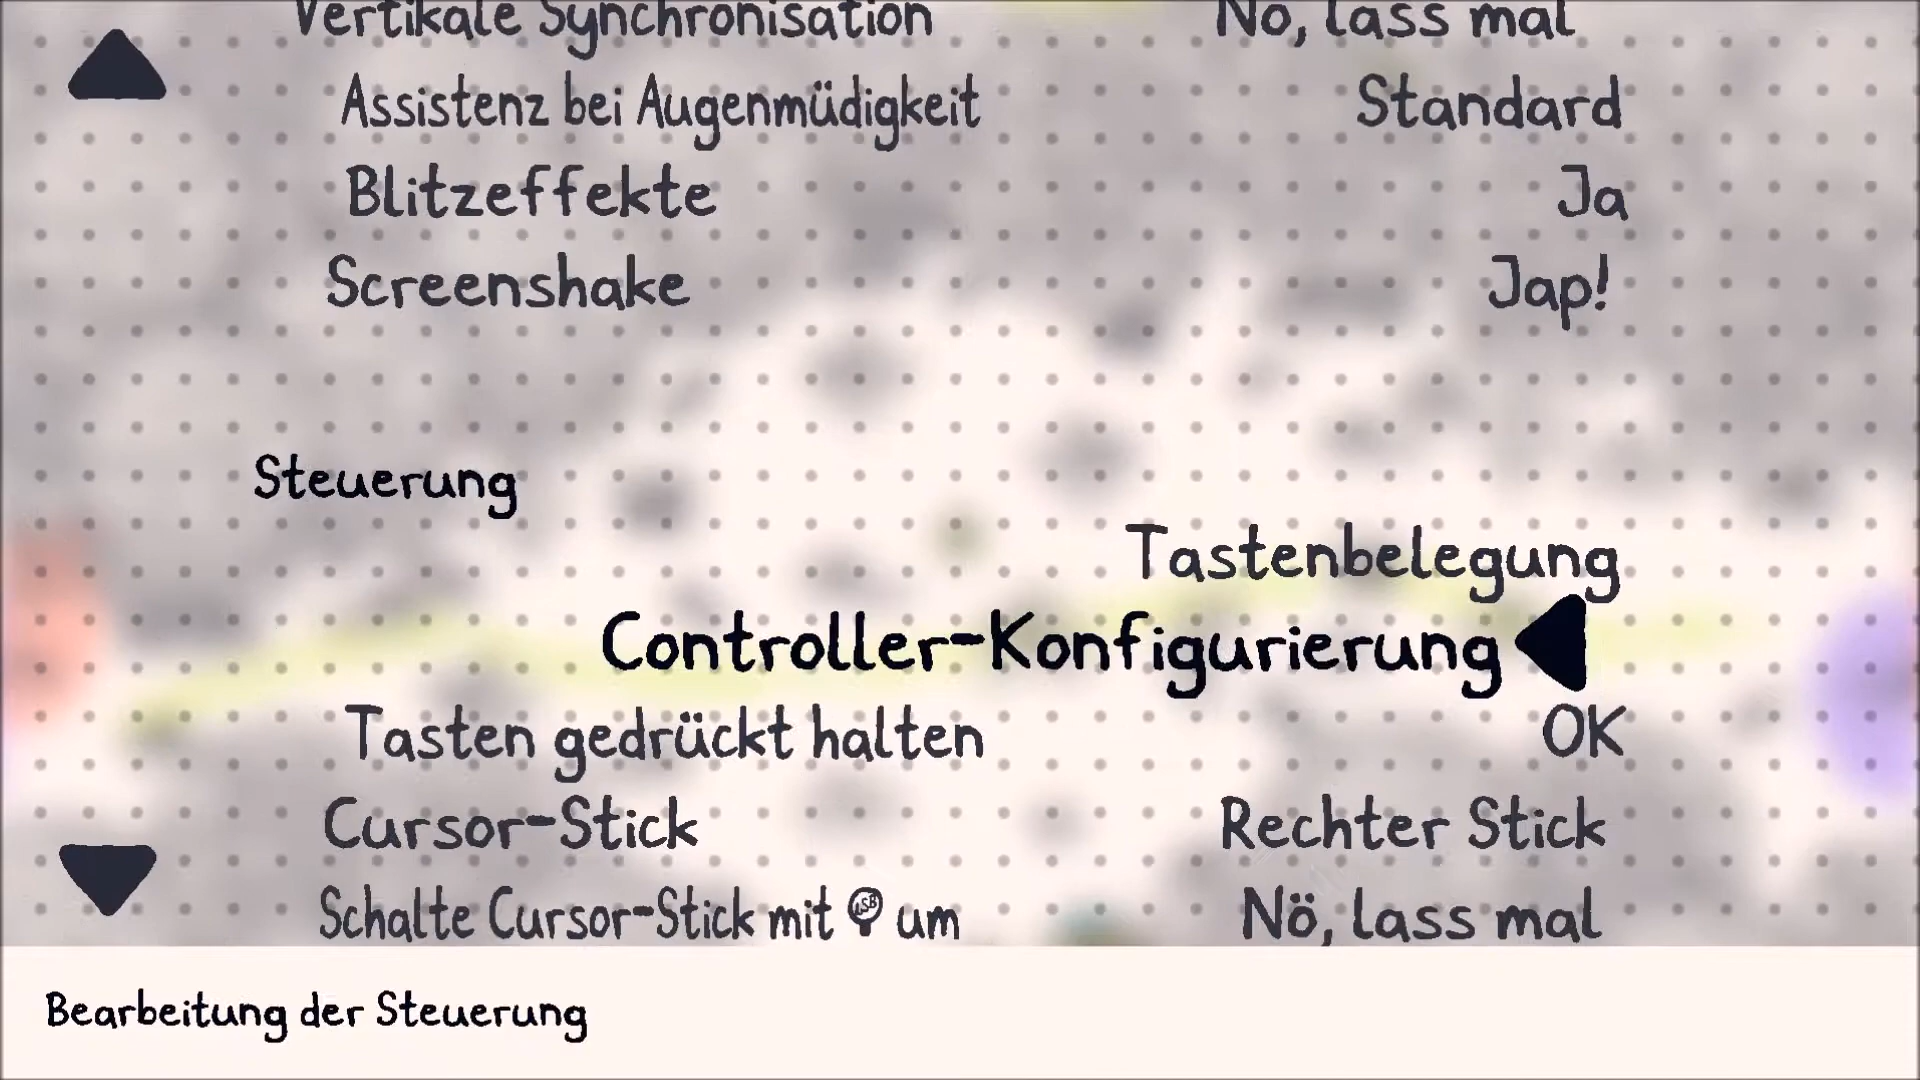 Vertikale Synchronisation Nö, lass mal
Assistenz bei Augenmüdigkeit Standard
Blitzeffekte Ja
Screenshake Jap!
Steuerung
Tastenbelegung
Controller-Konfigurierung
Tasten gedrückt halten OK
Cursor-Stick Rechter Stick
Schalte Cursor-Stick mit LSB um Nö, lass mal
Bearbeitung der Steuerung